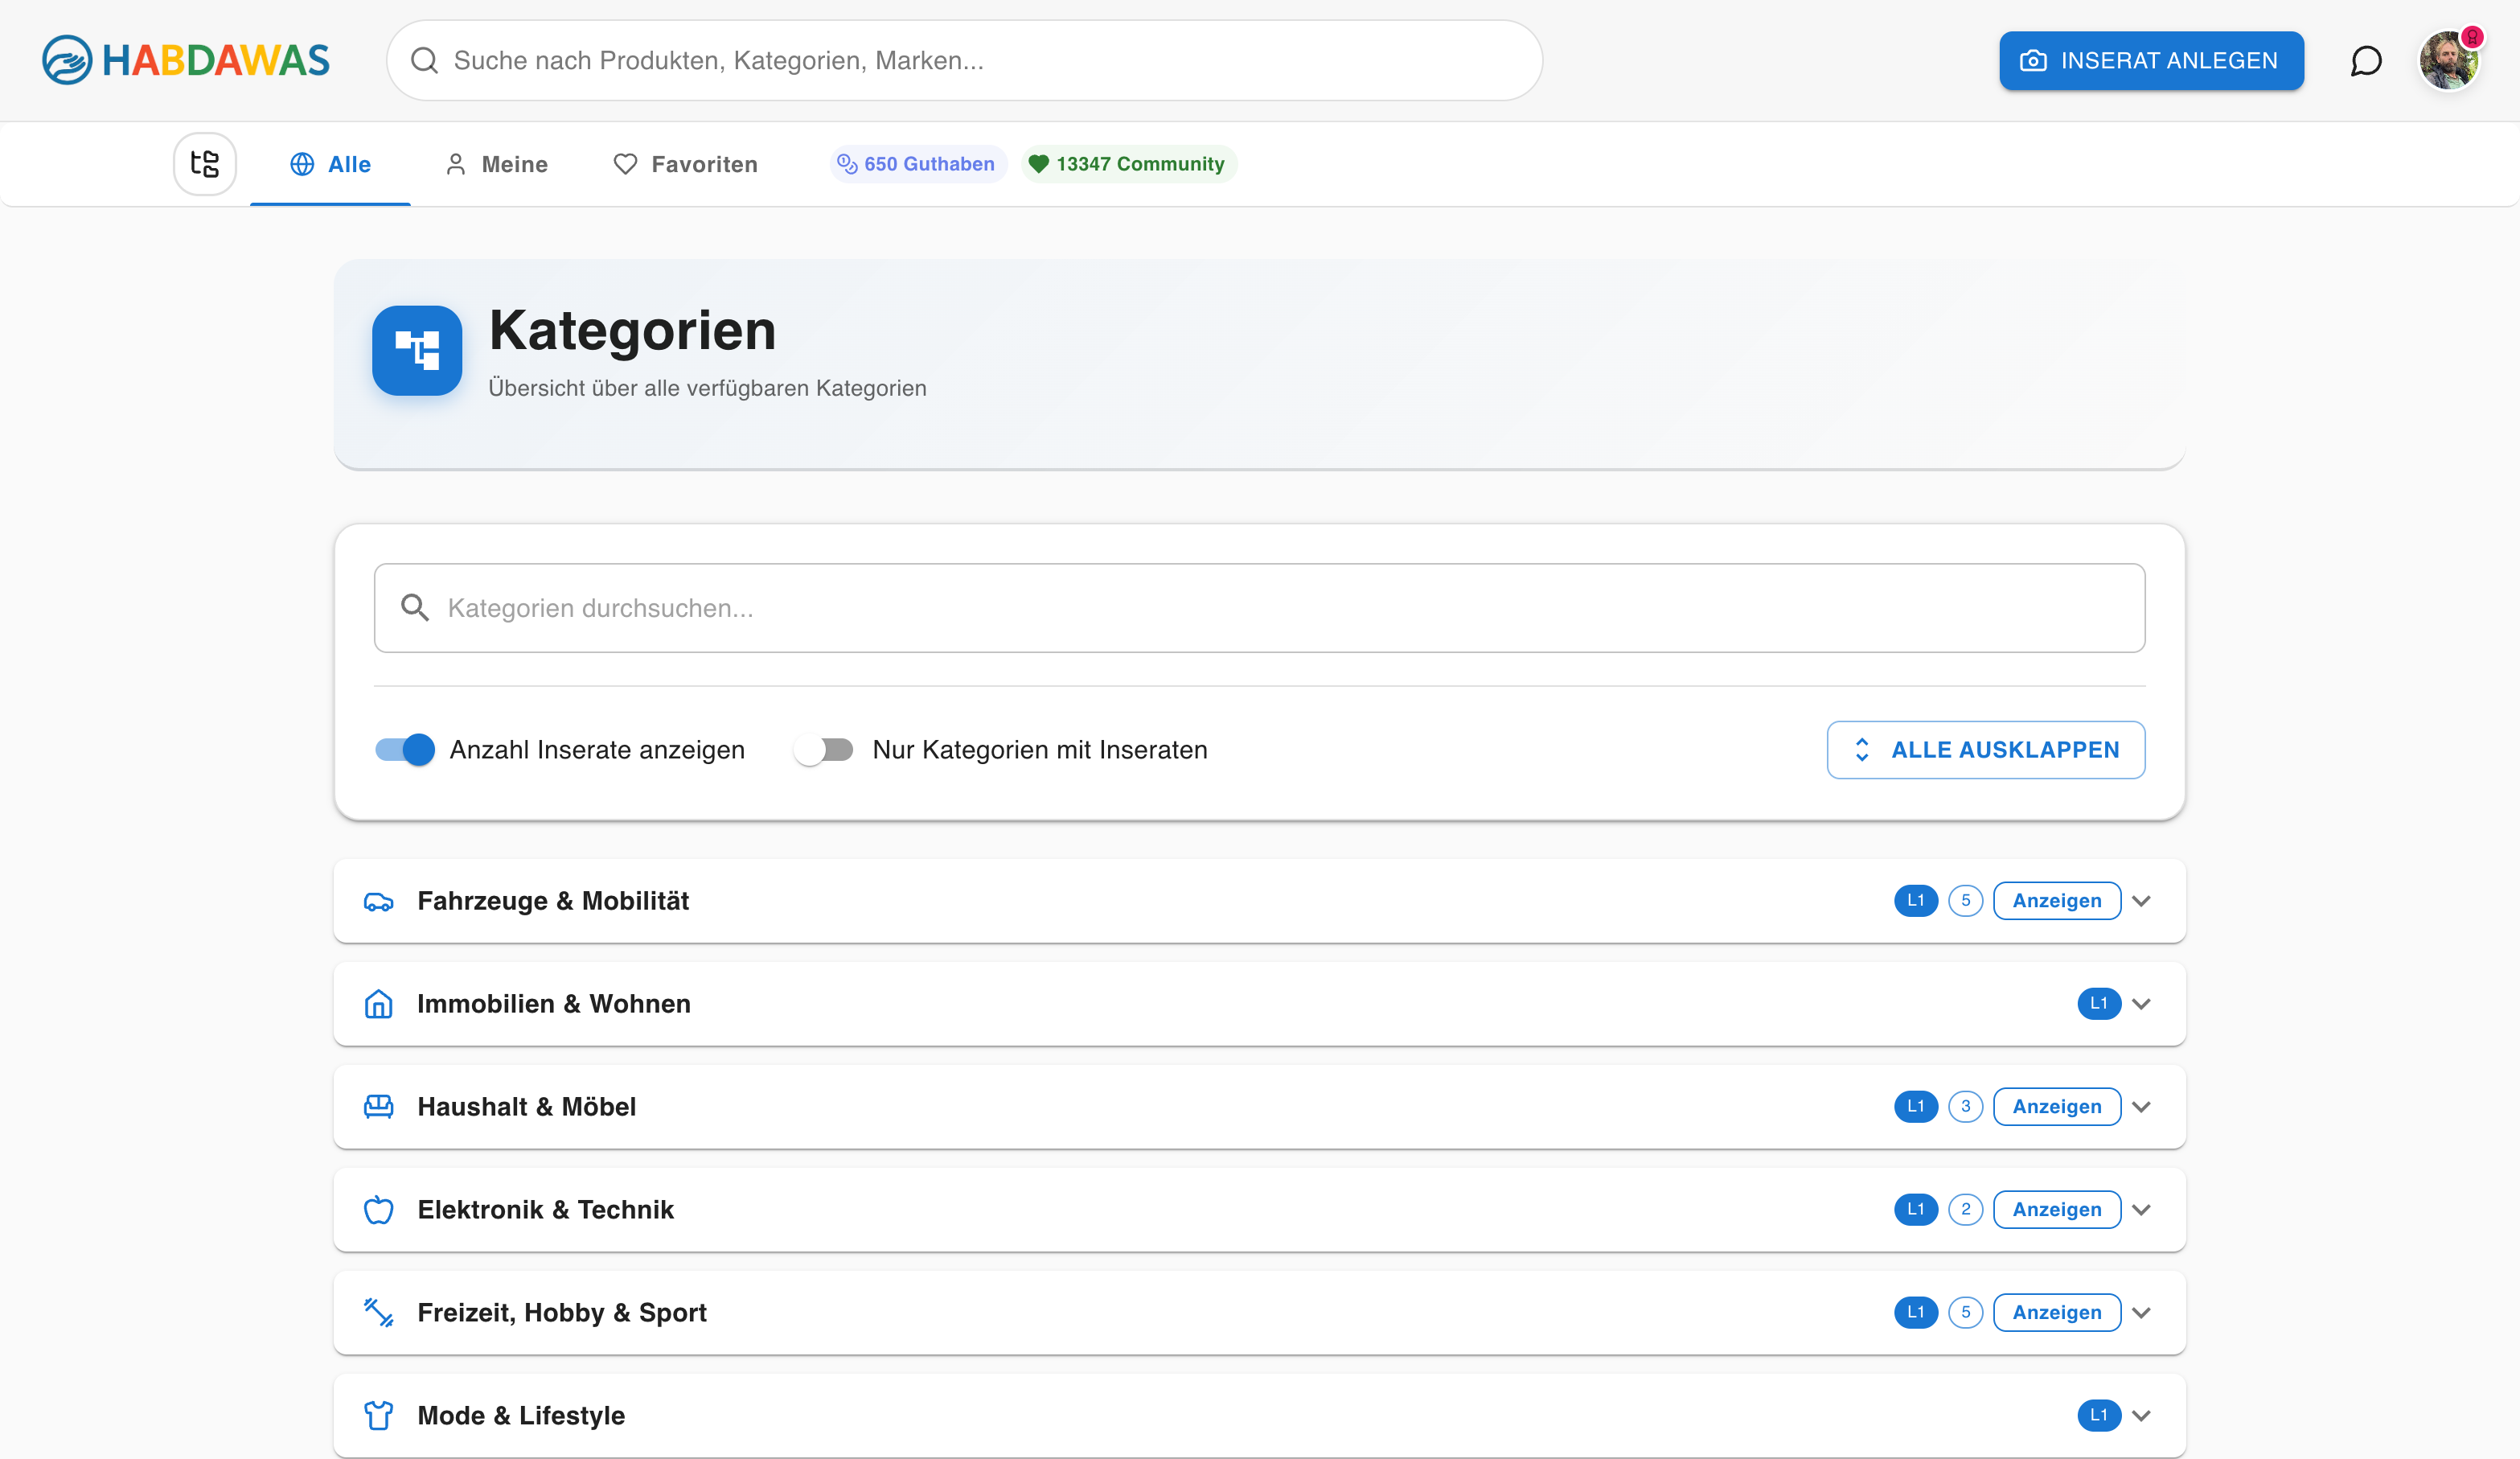 HABDAWAS
Suche nach Produkten, Kategorien, Marken...
INSERAT ANLEGEN
Alle
Meine
Favoriten
650 Guthaben
13347 Community
Kategorien
Übersicht über alle verfügbaren Kategorien
Kategorien durchsuchen...
Anzahl Inserate anzeigen
Nur Kategorien mit Inseraten
ALLE AUSKLAPPEN
Fahrzeuge & Mobilität L1 5 Anzeigen
Immobilien & Wohnen L1
Haushalt & Möbel L1 3 Anzeigen
Elektronik & Technik L1 2 Anzeigen
Freizeit, Hobby & Sport L1 5 Anzeigen
Mode & Lifestyle L1